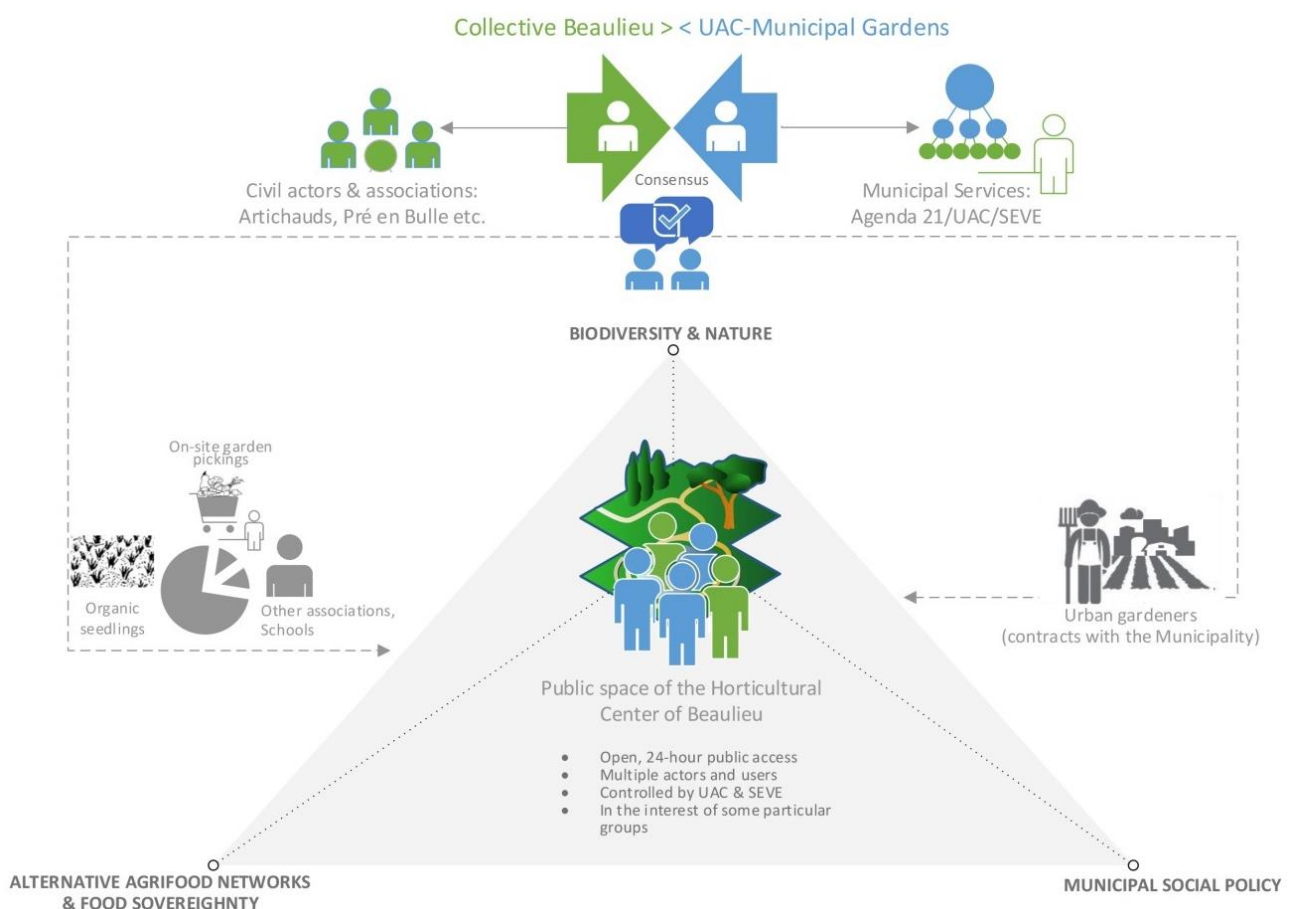 Collective Beaulieu > < UAC-Municipal Gardens
Consensus
Civil actors & associations:
Artichauds, Pré en Bulle etc.
Municipal Services:
Agenda 21/UAC/SEVE
BIODIVERSITY & NATURE
On-site garden
pickings
Organic
seedlings
Other associations,
Schools
Urban gardeners
(contracts with the Municipality)
Public space of the Horticultural
Center of Beaulieu
● Open, 24-hour public access
● Multiple actors and users
● Controlled by UAC & SEVE
● In the interest of some particular
groups
ALTERNATIVE AGRIFOOD NETWORKS
& FOOD SOVEREIGHNTY
MUNICIPAL SOCIAL POLICY